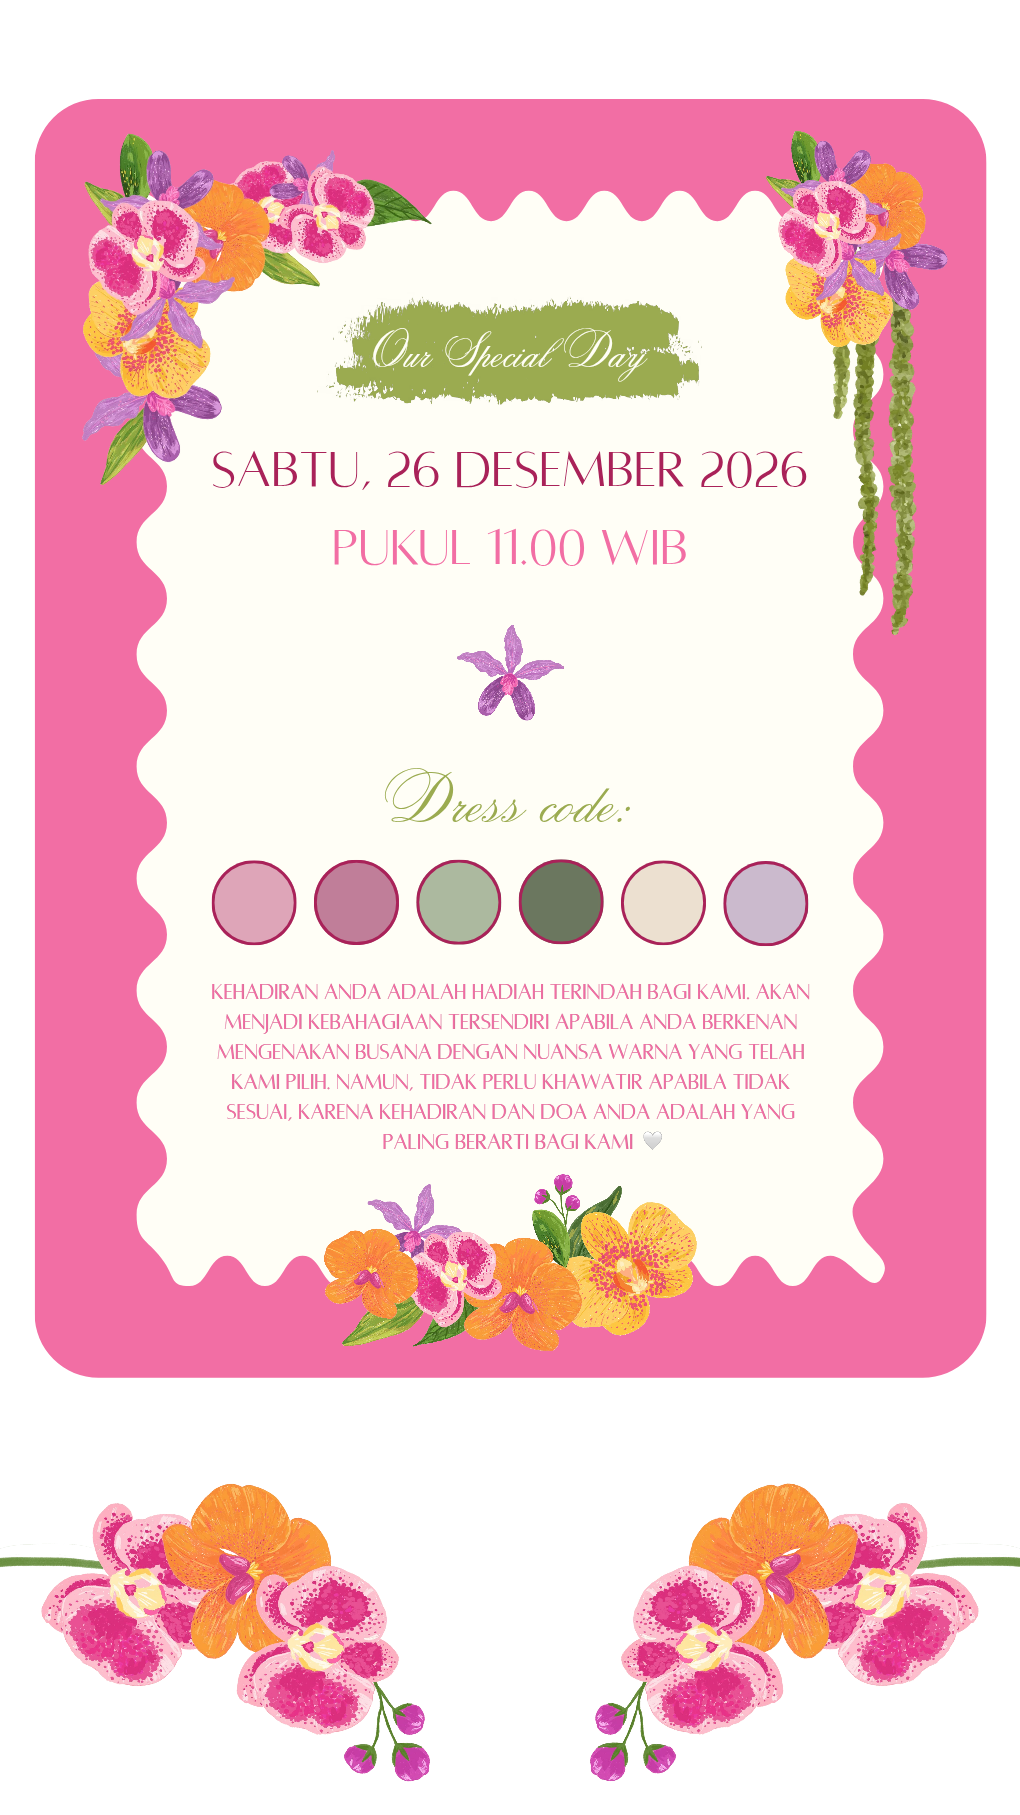 Our Special Day
SABTU, 26 DESEMBER 2026
PUKUL 11.00 WIB
Dress code:
KEHADIRAN ANDA ADALAH HADIAH TERINDAH BAGI KAMI. AKAN
MENJADI KEBAHAGIAAN TERSENDIRI APABILA ANDA BERKENAN
MENGENAKAN BUSANA DENGAN NUANSA WARNA YANG TELAH
KAMI PILIH. NAMUN, TIDAK PERLU KHAWATIR APABILA TIDAK
SESUAI, KARENA KEHADIRAN DAN DOA ANDA ADALAH YANG
PALING BERARTI BAGI KAMI 🤍